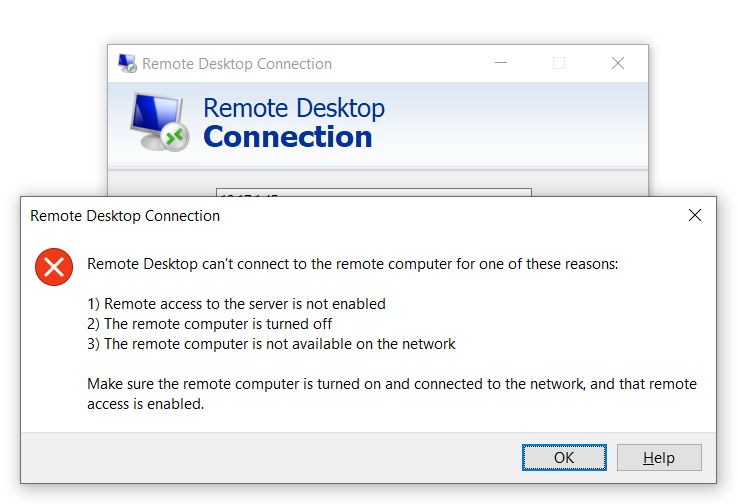 Remote Desktop Connection
Remote Desktop
Connection
Remote Desktop Connection
Remote Desktop can't connect to the remote computer for one of these reasons:
1) Remote access to the server is not enabled
2) The remote computer is turned off
3) The remote computer is not available on the network
Make sure the remote computer is turned on and connected to the network, and that remote
access is enabled.
OK
Help